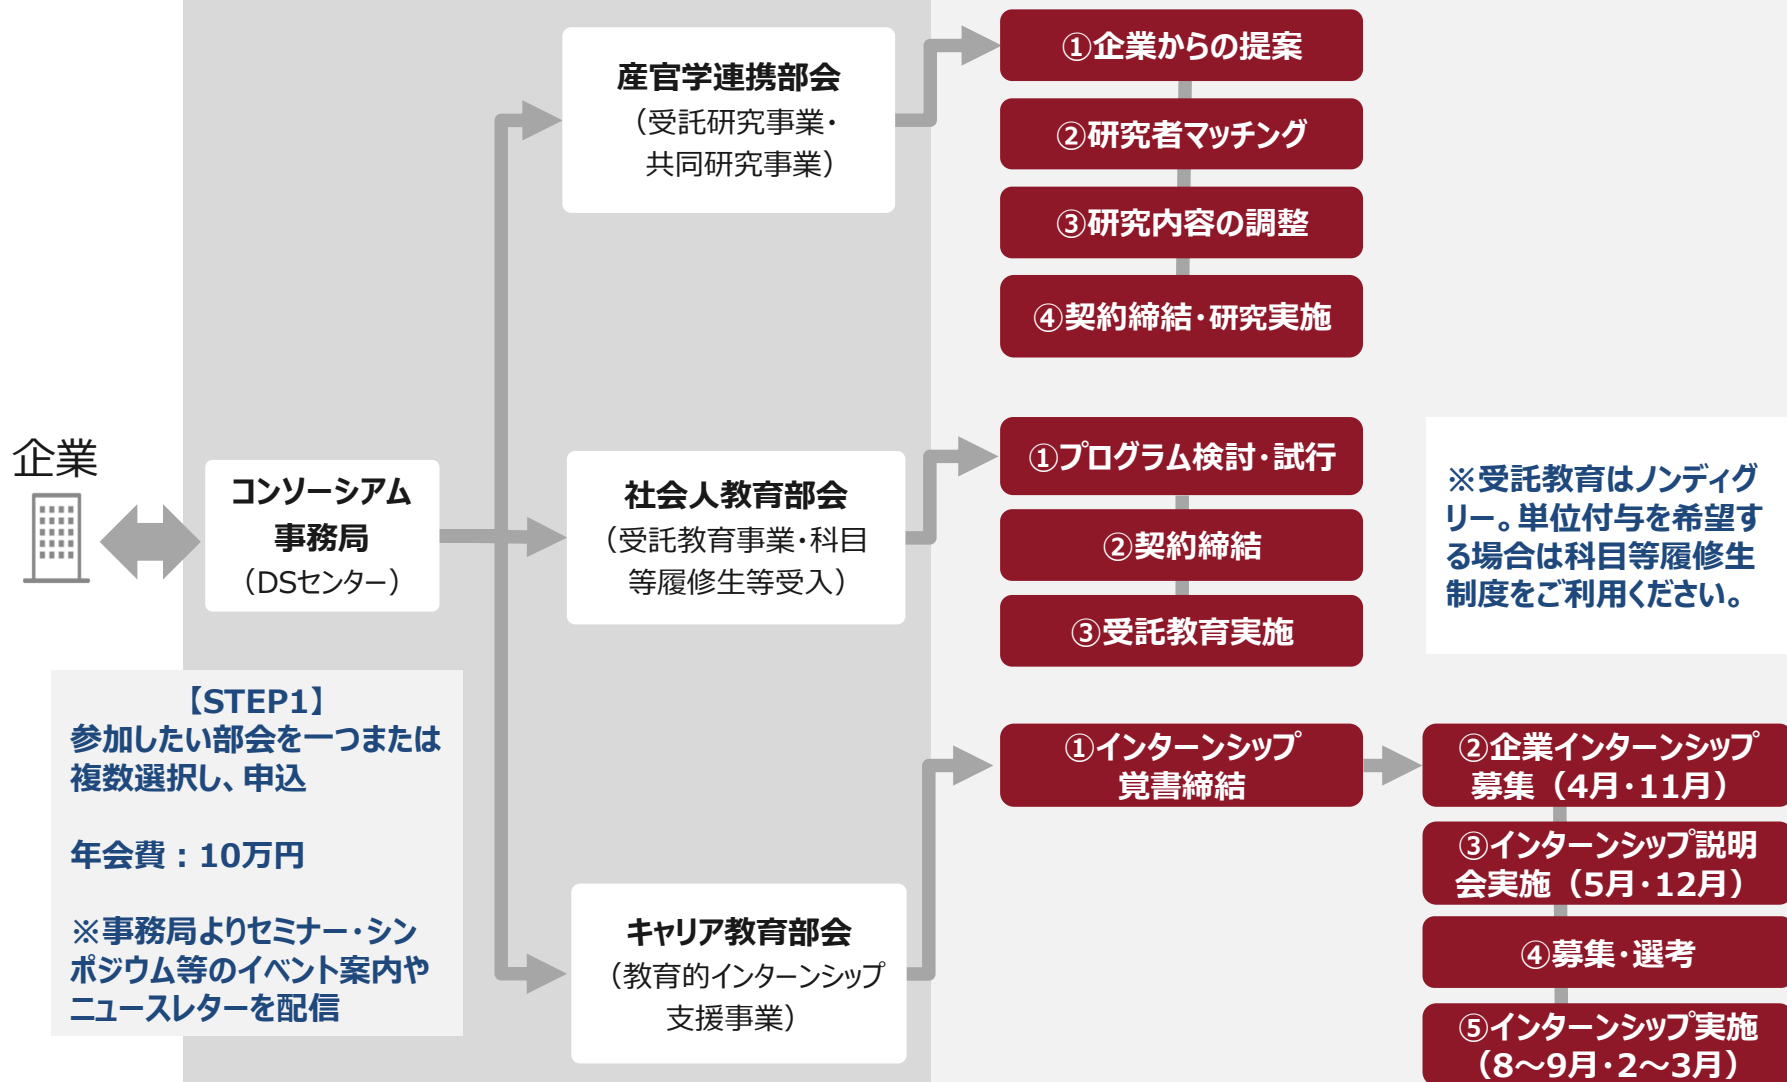 企業
コンソーシアム
事務局
（DSセンター）
【STEP1】
参加したい部会を一つまたは
複数選択し、申込
年会費：10万円
※事務局よりセミナー・シン
ポジウム等のイベント案内や
ニュースレターを配信
産官学連携部会
（受託研究事業・
共同研究事業）
①企業からの提案
②研究者マッチング
③研究内容の調整
④契約締結・研究実施
社会人教育部会
（受託教育事業・科目
等履修生等受入）
①プログラム検討・試行
②契約締結
③受託教育実施
※受託教育はノンディグ
リー。単位付与を希望す
る場合は科目等履修生
制度をご利用ください。
キャリア教育部会
（教育的インターンシップ
支援事業）
①インターンシップ
覚書締結
②企業インターンシップ
募集（4月・11月）
③インターンシップ説明
会実施（5月・12月）
④募集・選考
⑤インターンシップ実施
（8～9月・2～3月）